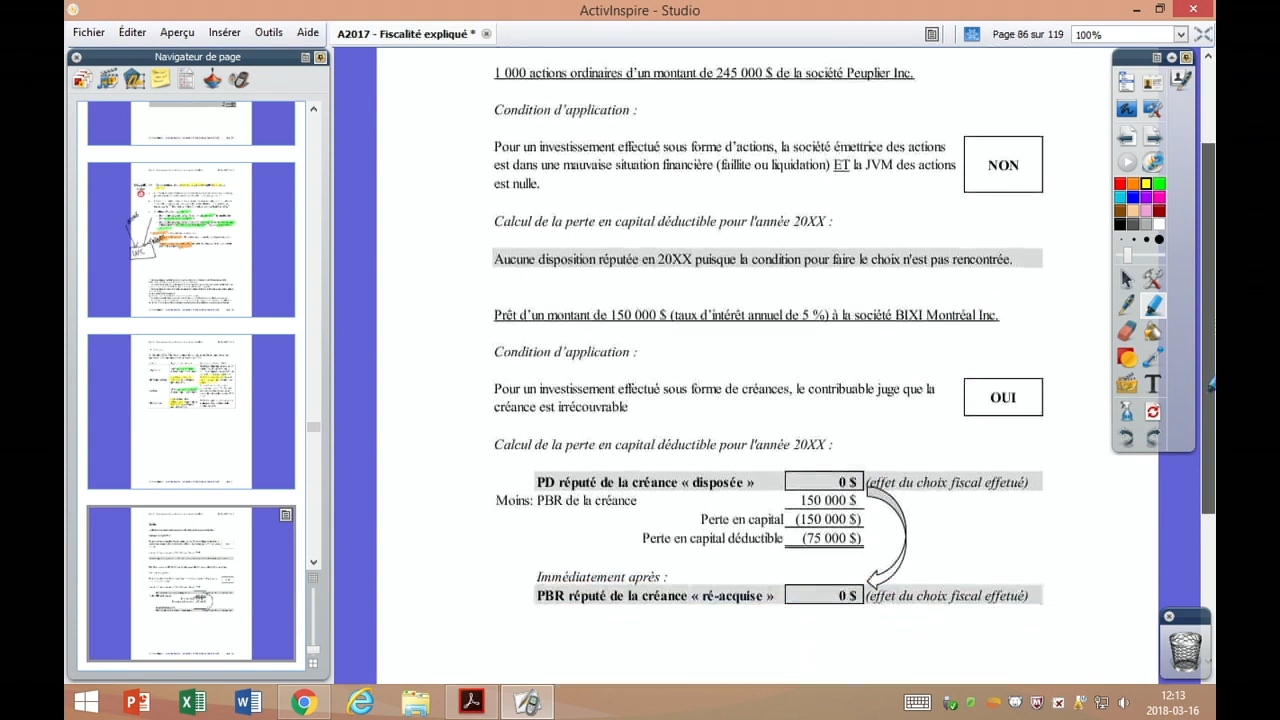 ActivInspire - Studio
Fichier Éditer Aperçu Insérer Outils Aide
A2017 - Fiscalité expliqué *
Page 86 sur 119
100%
Navigateur de page
1 000 actions ordinaires d'un montant de 245 000 $ de la société Peuplier Inc.
Condition d'application :
Pour un investissement effectué sous forme d'actions, la société émettrice des actions
est dans une mauvaise situation financière (faillite ou liquidation) ET la JVM des actions
est nulle.
NON
Calcul de la perte en capital déductible pour l'année 20XX :
Aucune disposition réputée en 20XX puisque la condition pour faire le choix n'est pas rencontrée.
Prêt d'un montant de 150 000 $ (taux d'intérêt annuel de 5 %) à la société BIXI Montréal Inc.
Condition d'application :
Pour un investissement effectué sous forme de créances, le contribuable juge que la
créance est irrécouvrable
OUI
Calcul de la perte en capital déductible pour l'année 20XX :
PD réputée « disposée » 0 $ (effet du choix fiscal effetué)
Moins: PBR de la créance 150 000 $
Perte en capital (150 000 $)
Perte en capital déductible (75 000 $)
Immédiatement après :
PBR réputé de la créance « ré-acquise » 0 $ (effet du choix fiscal effetué)
12:13
2018-03-16